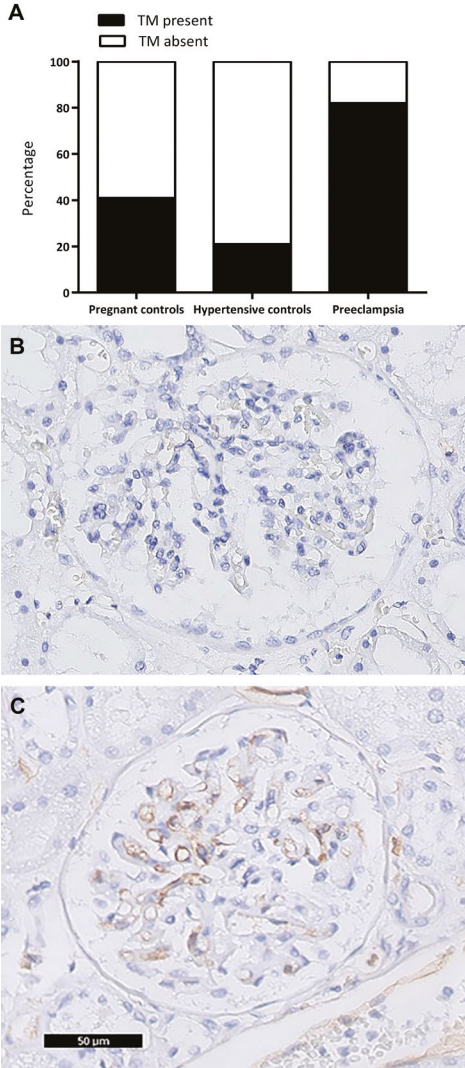 A
TM present
TM absent
Percentage
100
80
60
40
20
0
Pregnant controls Hypertensive controls Preeclampsia
B
C
50 µm